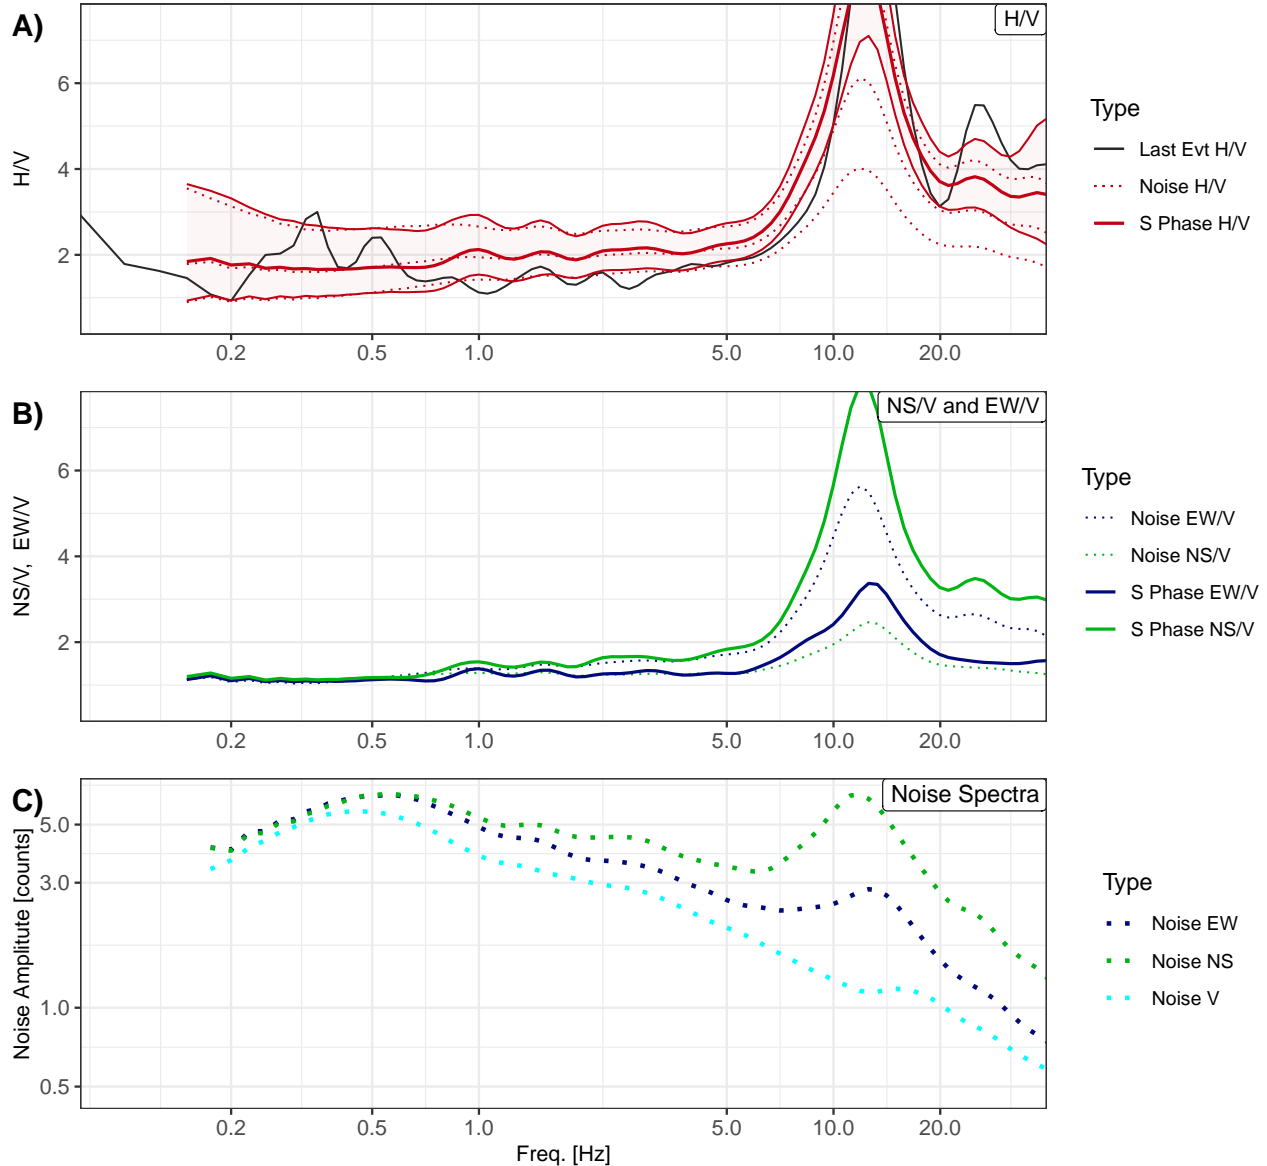 A)
H/V
H/V
6
4
2
0.2 0.5 1.0 5.0 10.0 20.0
Type
Last Evt H/V
Noise H/V
S Phase H/V
B)
NS/V and EW/V
NS/V, EW/V
6
4
2
0.2 0.5 1.0 5.0 10.0 20.0
Type
Noise EW/V
Noise NS/V
S Phase EW/V
S Phase NS/V
C)
Noise Spectra
Noise Amplitute [counts]
5.0
3.0
1.0
0.5
0.2 0.5 1.0 5.0 10.0 20.0
Freq. [Hz]
Type
Noise EW
Noise NS
Noise V